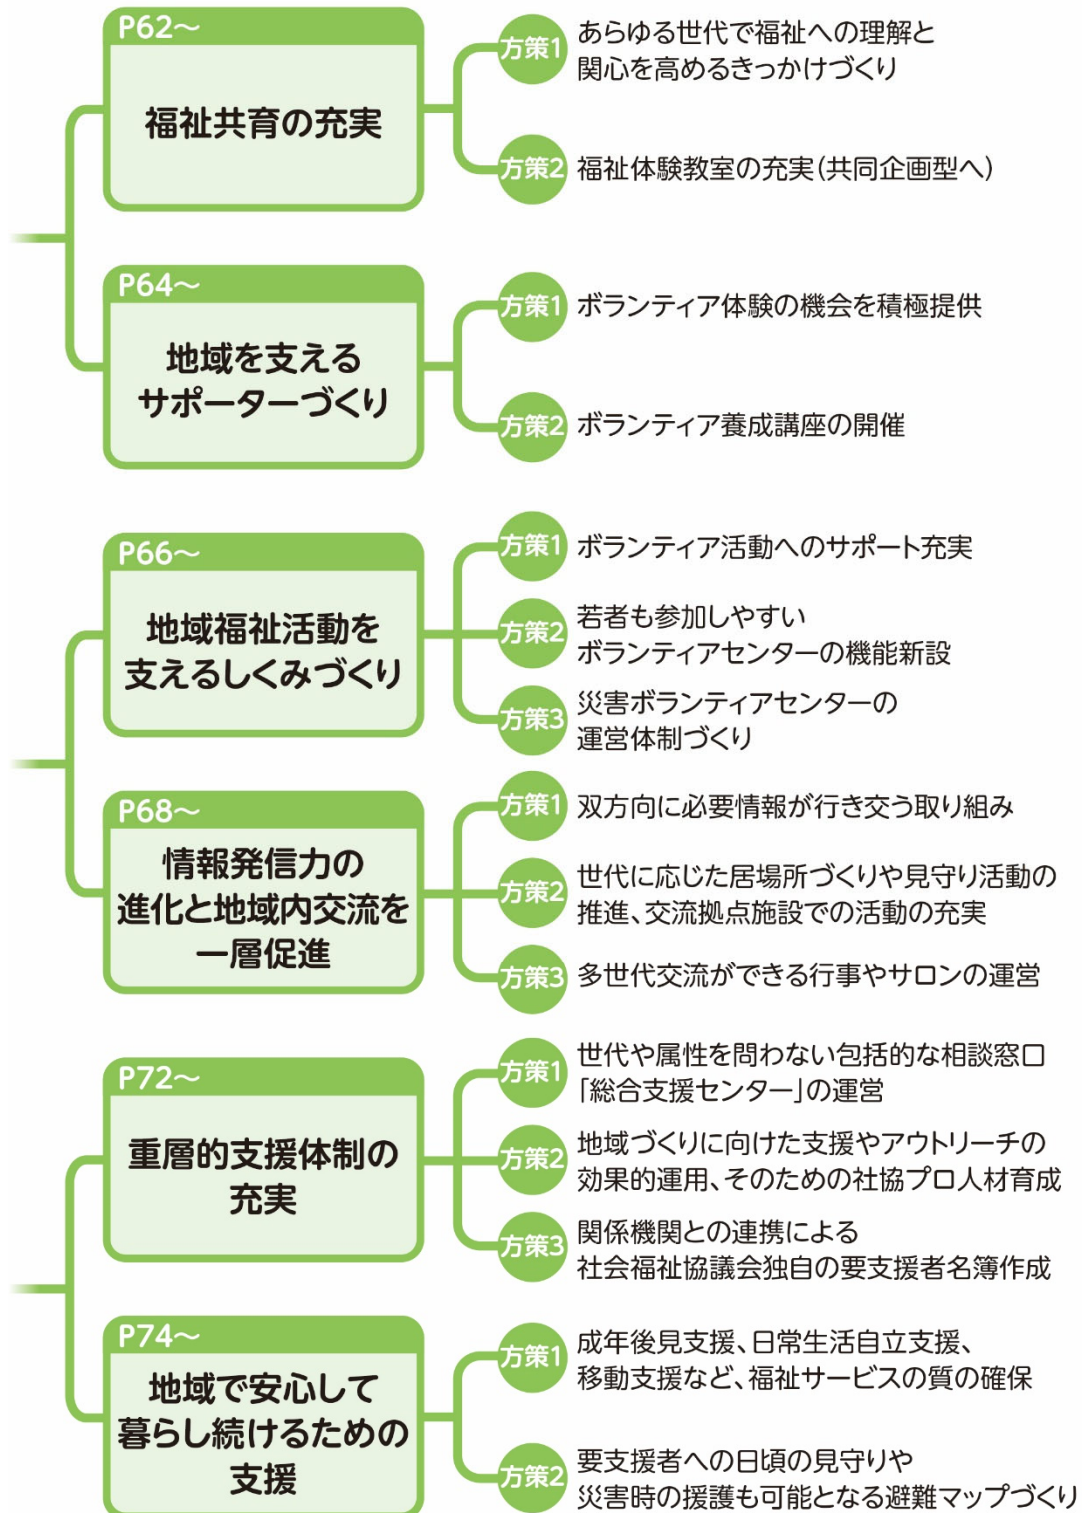 P62～
福祉共育の充実
方策1
あらゆる世代で福祉への理解と
関心を高めるきっかけづくり
方策2
福祉体験教室の充実(共同企画型へ)
P64～
地域を支える
サポーターづくり
方策1
ボランティア体験の機会を積極提供
方策2
ボランティア養成講座の開催
P66～
地域福祉活動を
支えるしくみづくり
方策1
ボランティア活動へのサポート充実
方策2
若者も参加しやすい
ボランティアセンターの機能新設
方策3
災害ボランティアセンターの
運営体制づくり
P68～
情報発信力の
進化と地域内交流を
一層促進
方策1
双方向に必要情報が行き交う取り組み
方策2
世代に応じた居場所づくりや見守り活動の
推進、交流拠点施設での活動の充実
方策3
多世代交流ができる行事やサロンの運営
P72～
重層的支援体制の
充実
方策1
世代や属性を問わない包括的な相談窓口
「総合支援センター」の運営
方策2
地域づくりに向けた支援やアウトリーチの
効果的運用、そのための社協プロ人材育成
方策3
関係機関との連携による
社会福祉協議会独自の要支援者名簿作成
P74～
地域で安心して
暮らし続けるための
支援
方策1
成年後見支援、日常生活自立支援、
移動支援など、福祉サービスの質の確保
方策2
要支援者への日頃の見守りや
災害時の援護も可能となる避難マップづくり